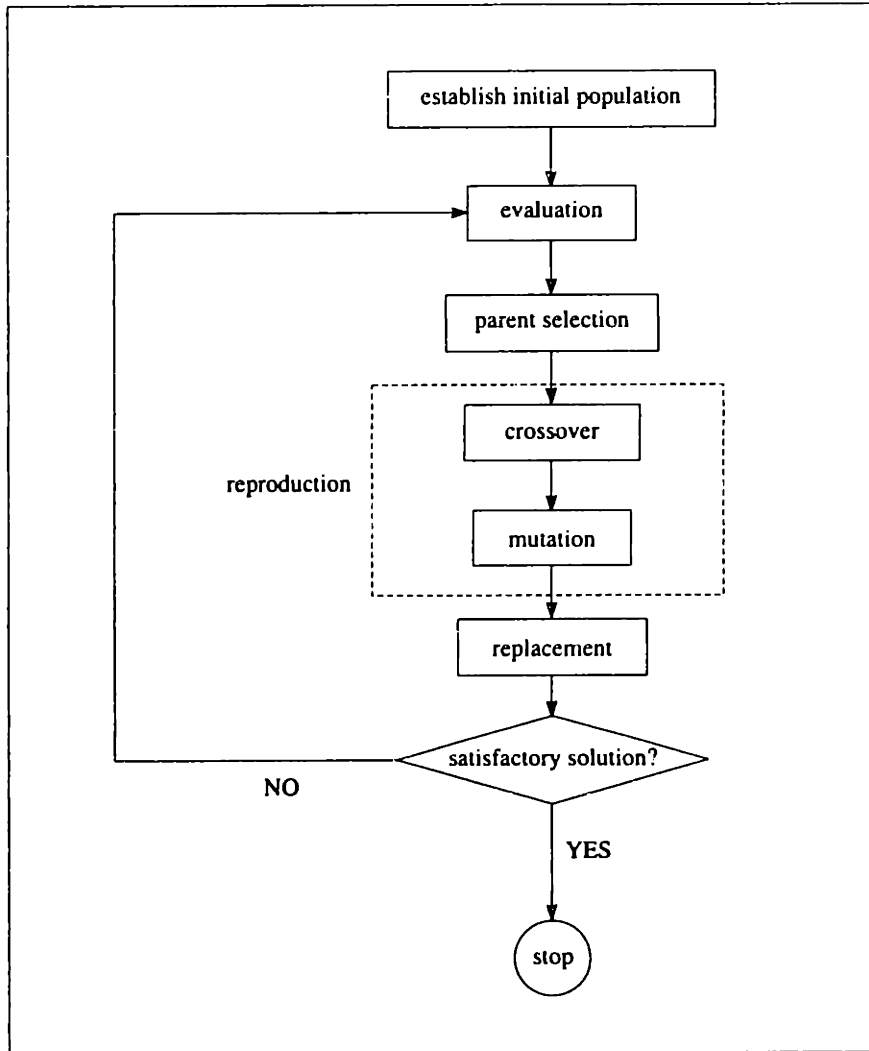 establish initial population
evaluation
parent selection
crossover
reproduction
mutation
replacement
satisfactory solution?
NO
YES
stop